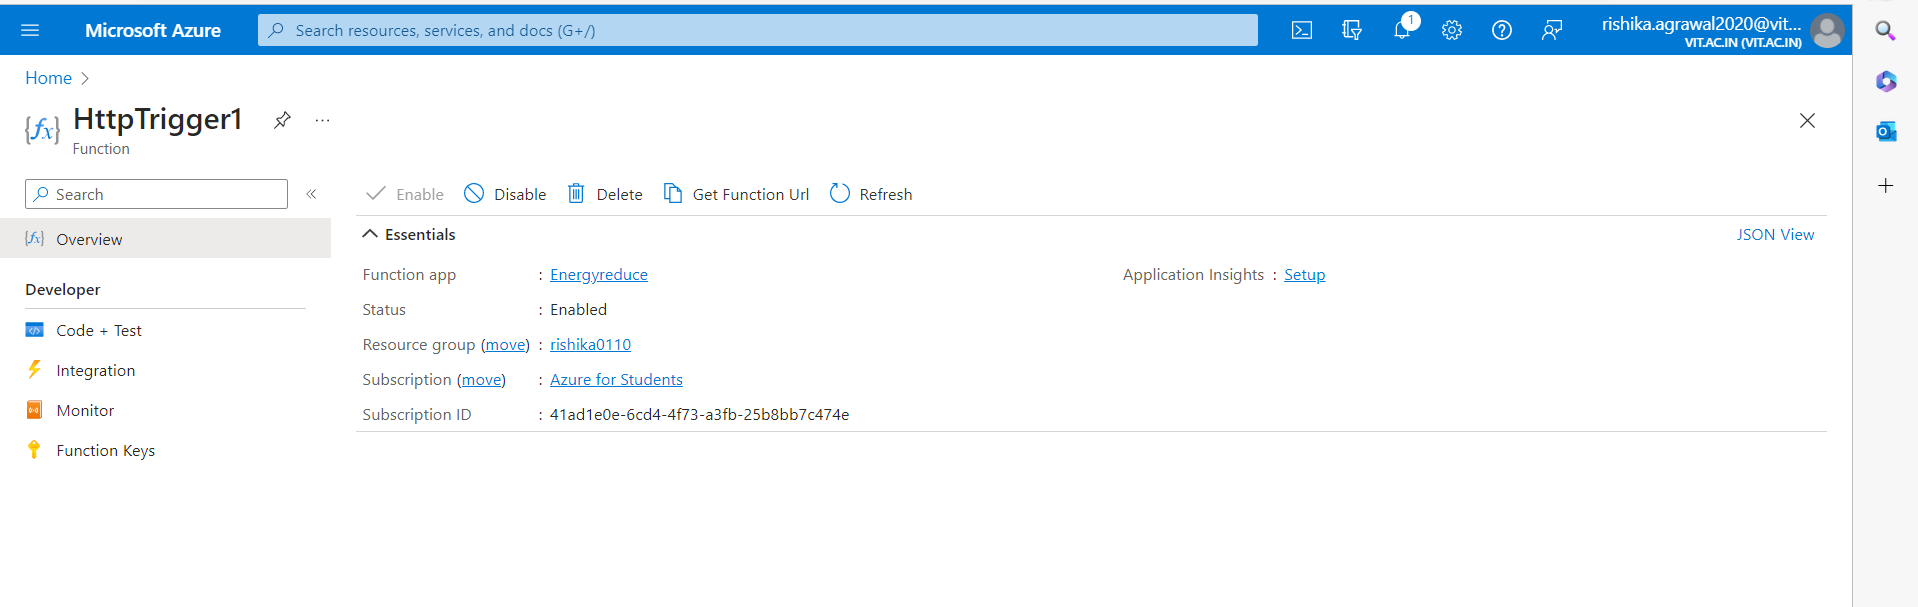 Microsoft Azure
Search resources, services, and docs (G+/)
1
rishika.agrawal2020@vit...
VIT.AC.IN (VIT.AC.IN)
Home
HttpTrigger1
...
Function
Search
Enable Disable Delete Get Function Url Refresh
Overview
Essentials
JSON View
Function app : Energyreduce
Application Insights : Setup
Developer
Status : Enabled
Code + Test
Resource group (move) : rishika0110
Integration
Subscription (move) : Azure for Students
Monitor
Subscription ID : 41ad1e0e-6cd4-4f73-a3fb-25b8bb7c474e
Function Keys